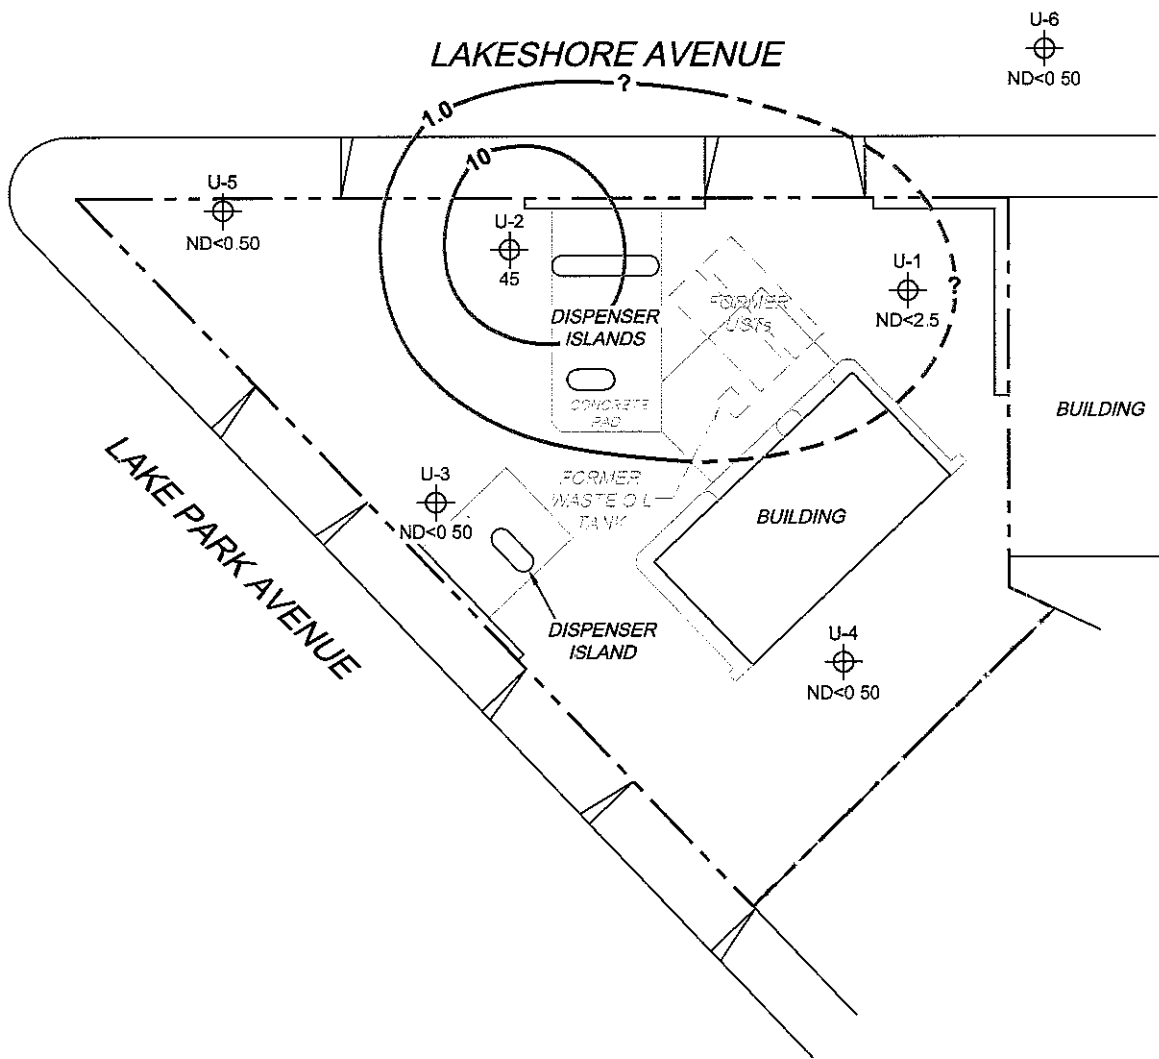 U-6
LAKESHORE AVENUE
ND<0 50
?
1.0
10
U-5
ND<0.50
U-2
45
U-1
ND<2.5
?
FORMER
USTs
DISPENSER
ISLANDS
CONCRETE
PAD
BUILDING
U-3
ND<0 50
FORMER
WASTE OIL
TANK
BUILDING
LAKE PARK AVENUE
DISPENSER
ISLAND
U-4
ND<0 50